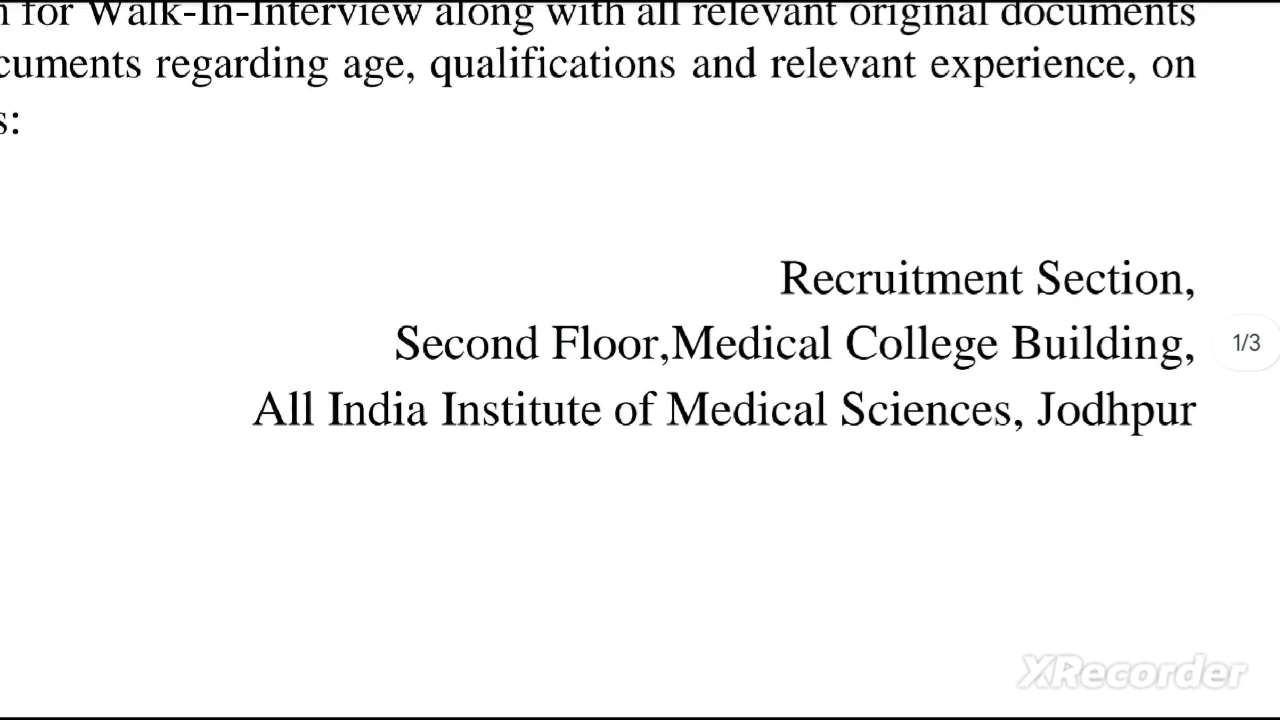 for Walk-In-Interview along with all relevant original documents
cuments regarding age, qualifications and relevant experience, on
s:
Recruitment Section,
Second Floor,Medical College Building,
1/3
All India Institute of Medical Sciences, Jodhpur
XRecorder